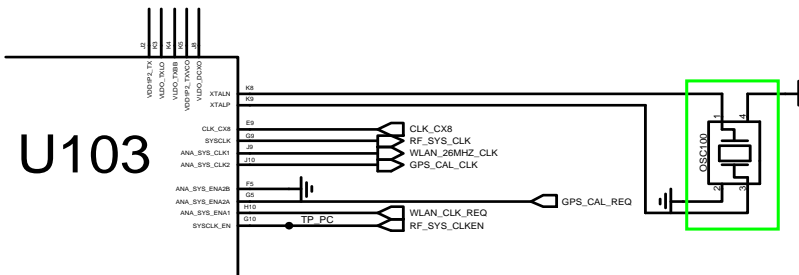 J2
K3
K4
K5
J8
VDD1P2_TX
VLDO_TXLO
VLDO_TXBB
VDD1P2_TXVCO
VLDO_DCXO
U103
XTALN
K8
XTALP
K9
CLK_CX8
E9
CLK_CX8
SYSCLK
G9
RF_SYS_CLK
ANA_SYS_CLK1
J9
WLAN_26MHZ_CLK
ANA_SYS_CLK2
J10
GPS_CAL_CLK
ANA_SYS_ENA2B
F5
ANA_SYS_ENA2A
G5
GPS_CAL_REQ
ANA_SYS_ENA1
H10
WLAN_CLK_REQ
SYSCLK_EN
G10
TP_PC
RF_SYS_CLKEN
1
4
OSC100
2
3